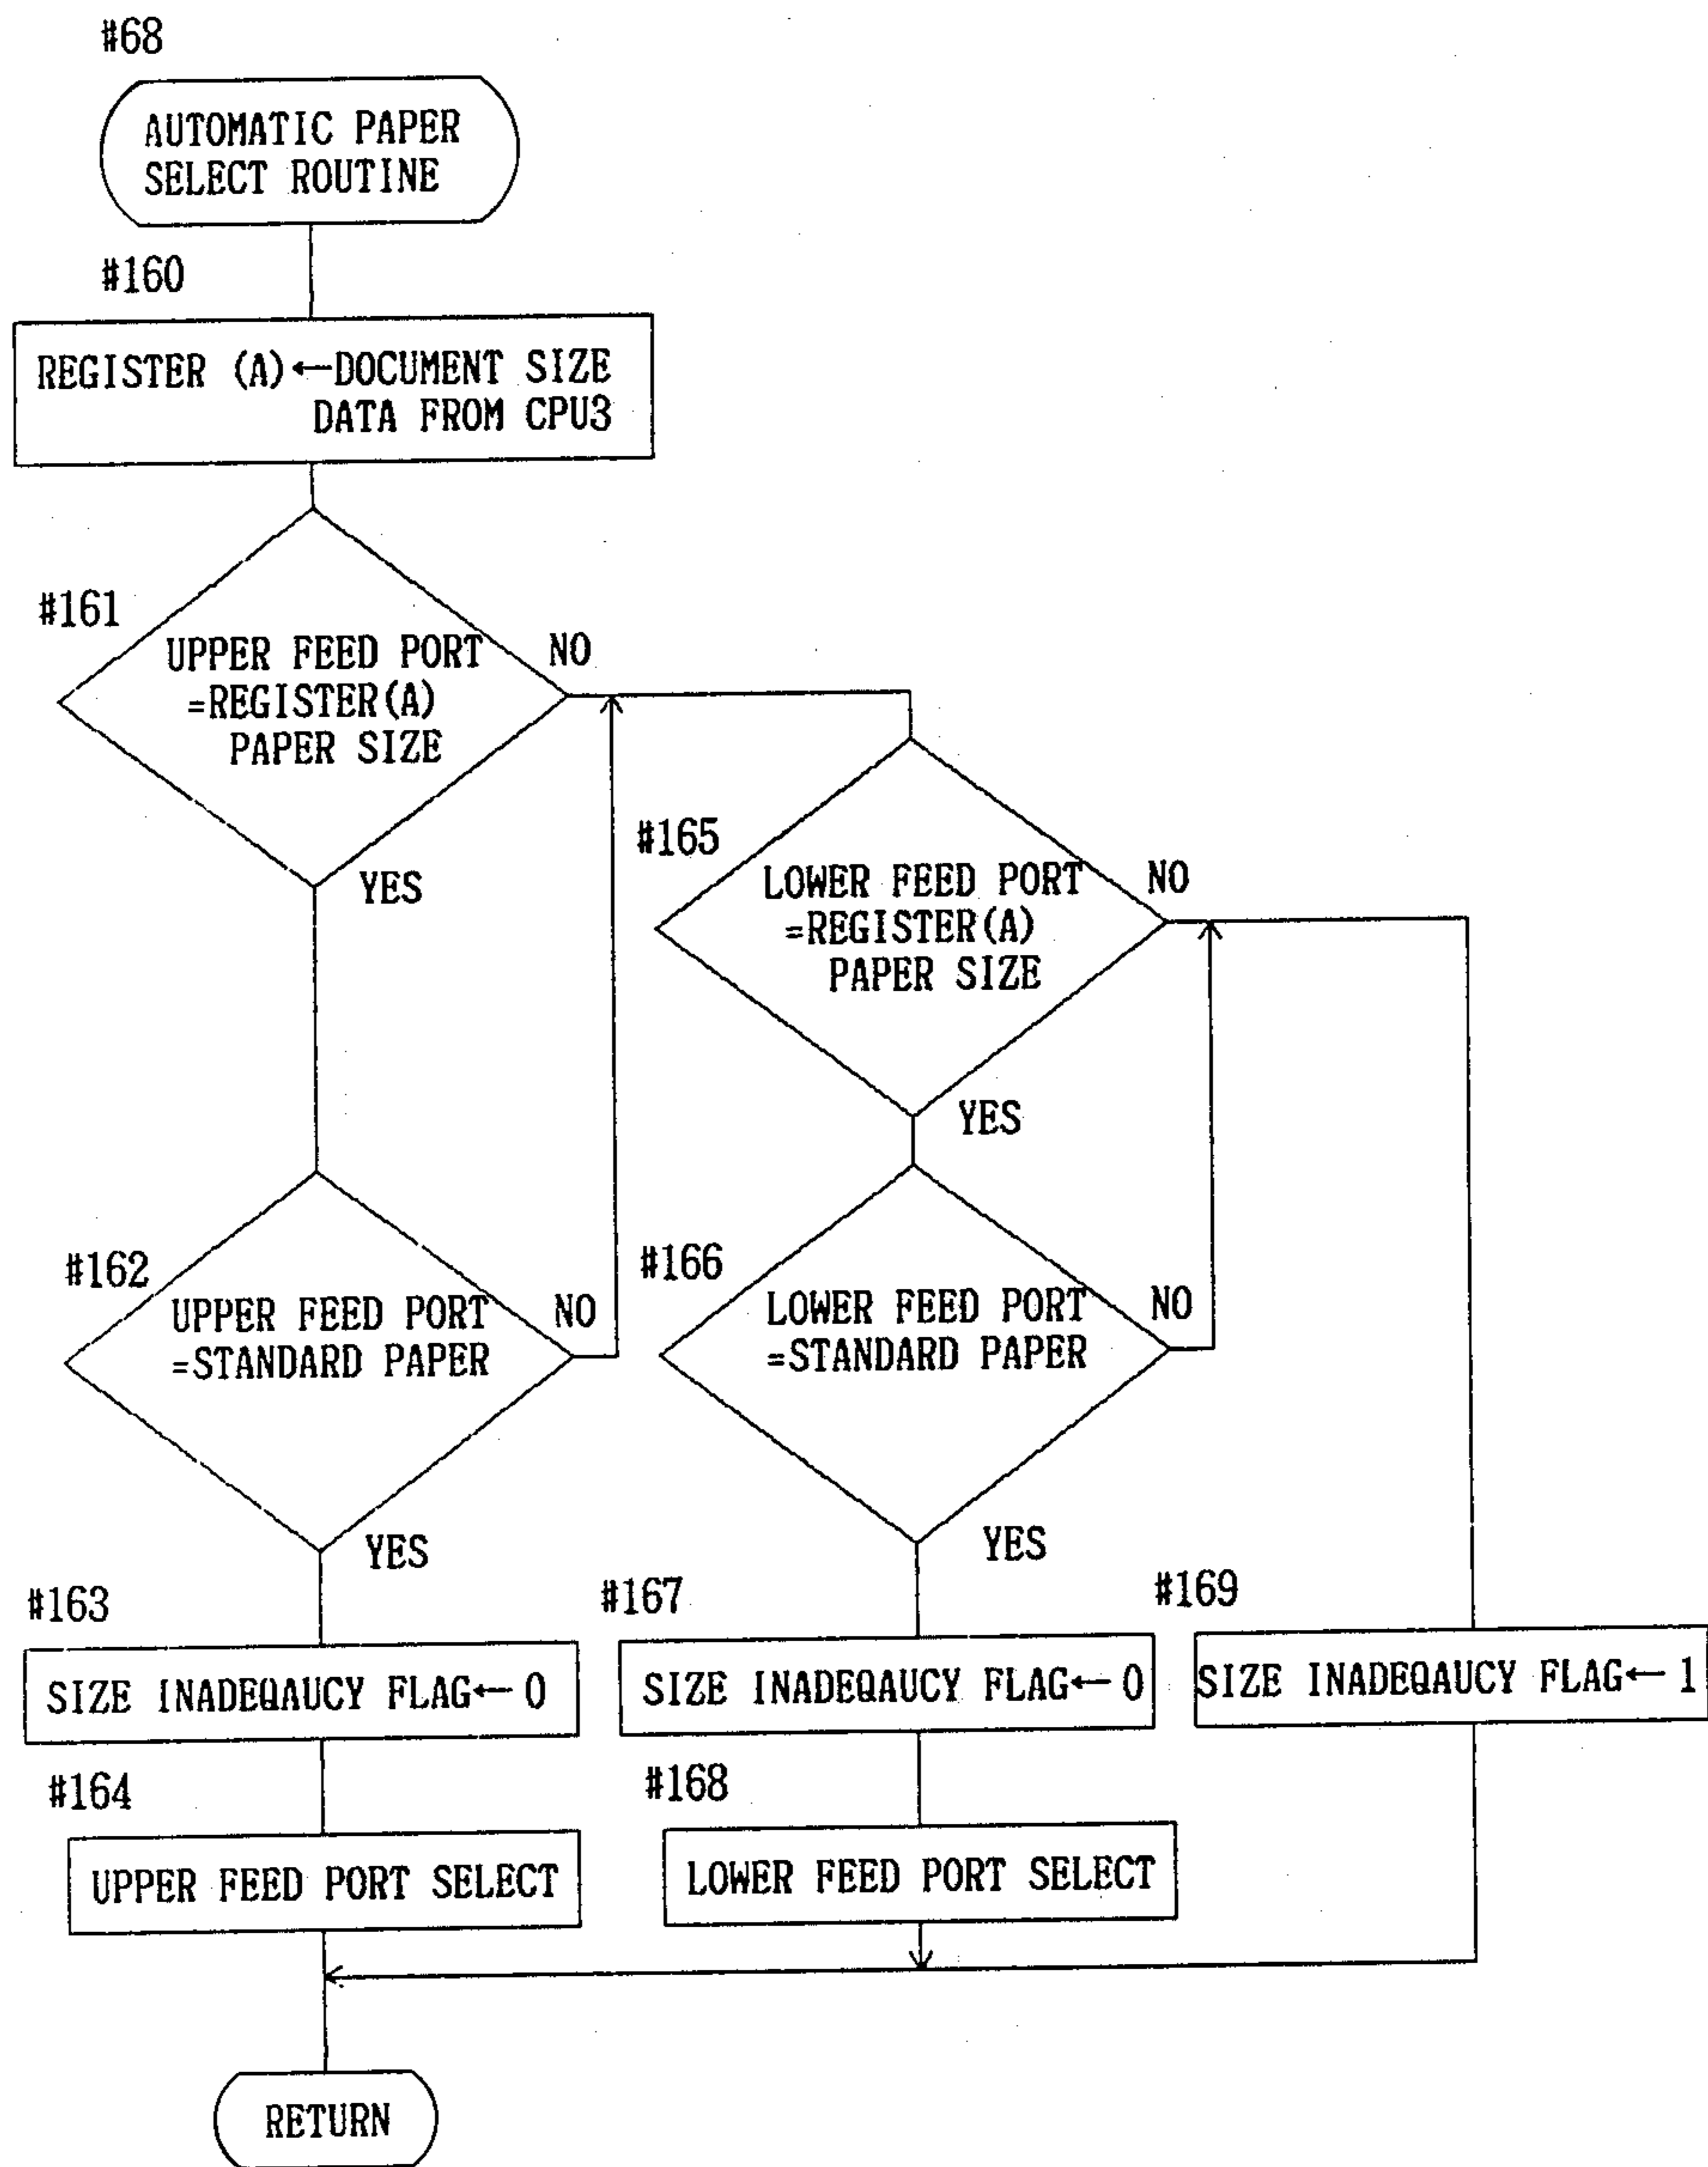 #68
AUTOMATIC PAPER
SELECT ROUTINE
#160
REGISTER (A)←DOCUMENT SIZE
DATA FROM CPU3
#161
UPPER FEED PORT
=REGISTER(A)
PAPER SIZE
NO
YES
#165
LOWER FEED PORT
=REGISTER(A)
PAPER SIZE
NO
YES
#162
UPPER FEED PORT
=STANDARD PAPER
NO
YES
#166
LOWER FEED PORT
=STANDARD PAPER
NO
YES
#163
SIZE INADEQAUCY FLAG← 0
#167
SIZE INADEQAUCY FLAG← 0
#169
SIZE INADEQAUCY FLAG← 1
#164
UPPER FEED PORT SELECT
#168
LOWER FEED PORT SELECT
RETURN